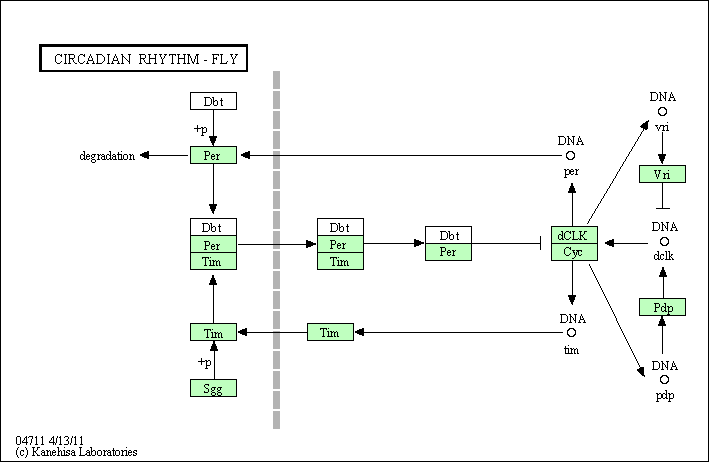 CIRCADIAN RHYTHM - FLY
Dbt
+p
degradation
Per
DNA
per
DNA
vri
Vri
Dbt
Per
Tim
Dbt
Per
Tim
Dbt
Per
dCLK
Cyc
DNA
dclk
Pdp
Tim
Tim
DNA
tim
+p
Sgg
DNA
pdp
04711 4/13/11
(c) Kanehisa Laboratories